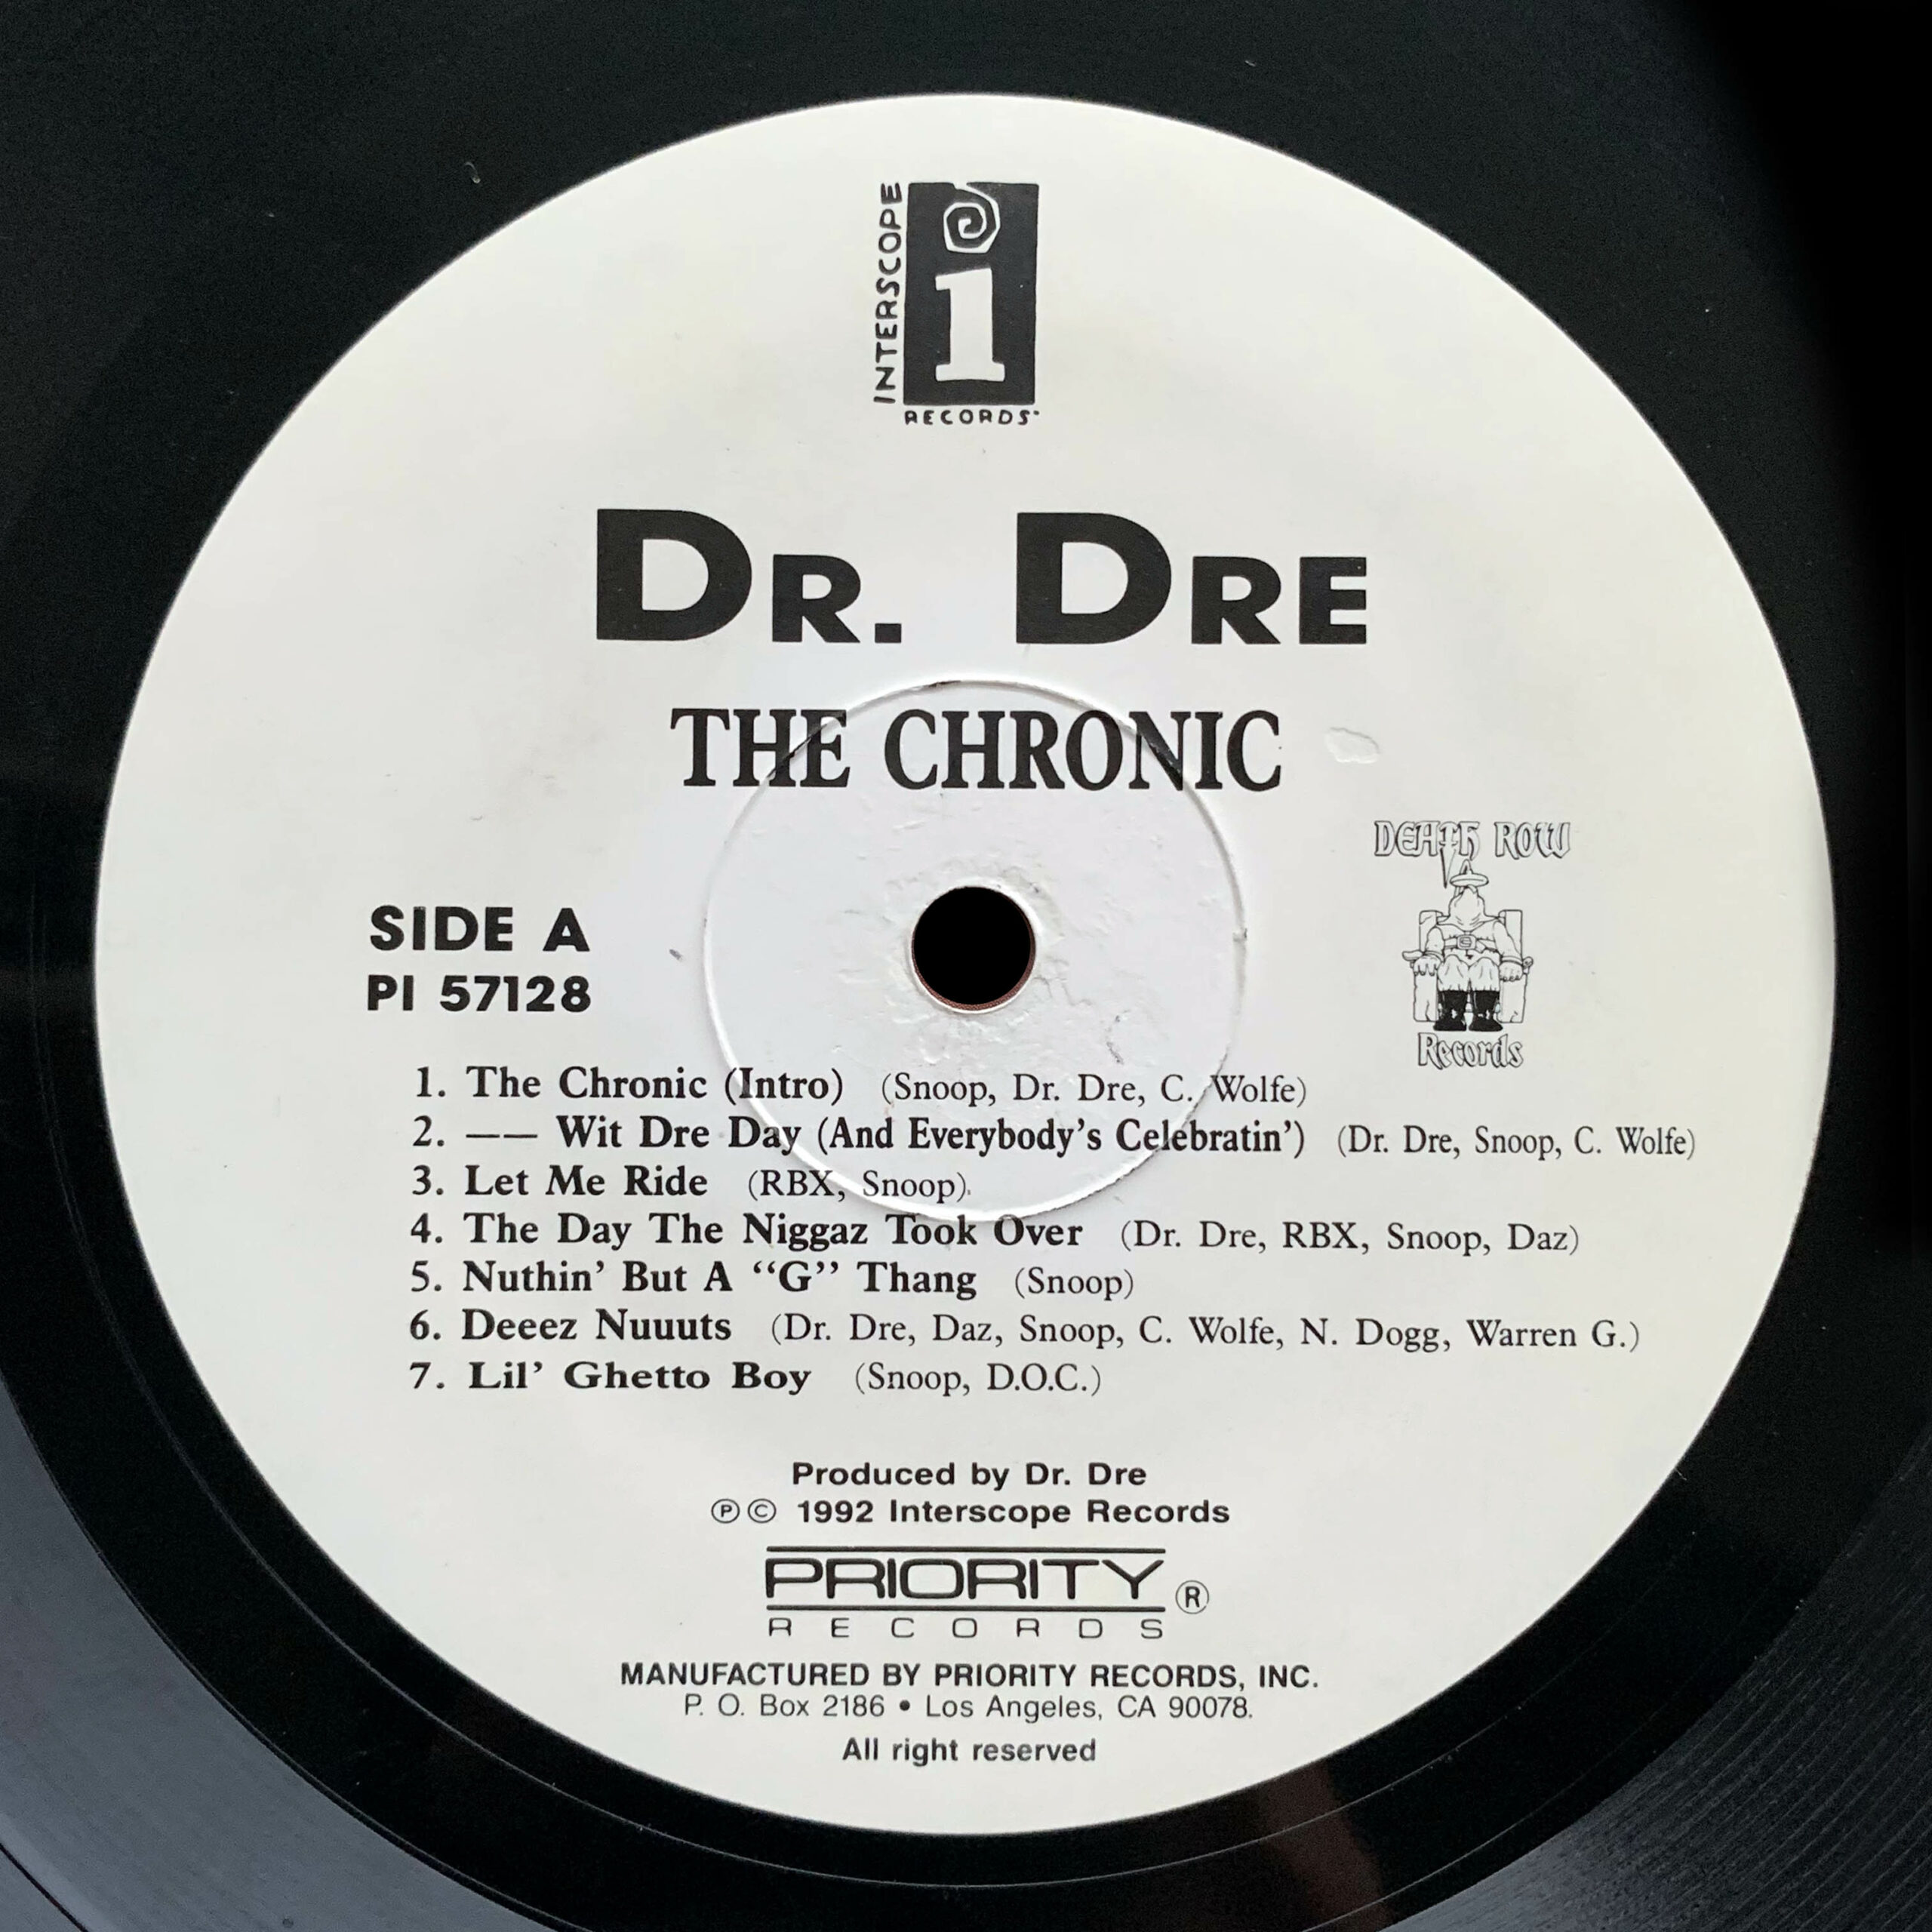 INTERSCOPE
RECORDS
DR. DRE
THE CHRONIC
DEATH ROW
Records
SIDE A
PI 57128
1. The Chronic (Intro) (Snoop, Dr. Dre, C. Wolfe)
2. —— Wit Dre Day (And Everybody's Celebratin') (Dr. Dre, Snoop, C. Wolfe)
3. Let Me Ride (RBX, Snoop).
4. The Day The Niggaz Took Over (Dr. Dre, RBX, Snoop, Daz)
5. Nuthin' But A “G” Thang (Snoop)
6. Deeez Nuuuts (Dr. Dre, Daz, Snoop, C. Wolfe, N. Dogg, Warren G.)
7. Lil' Ghetto Boy (Snoop, D.O.C.)
Produced by Dr. Dre
℗© 1992 Interscope Records
PRIORITY ®
RECORDS
MANUFACTURED BY PRIORITY RECORDS, INC.
P. O. Box 2186 • Los Angeles, CA 90078.
All right reserved